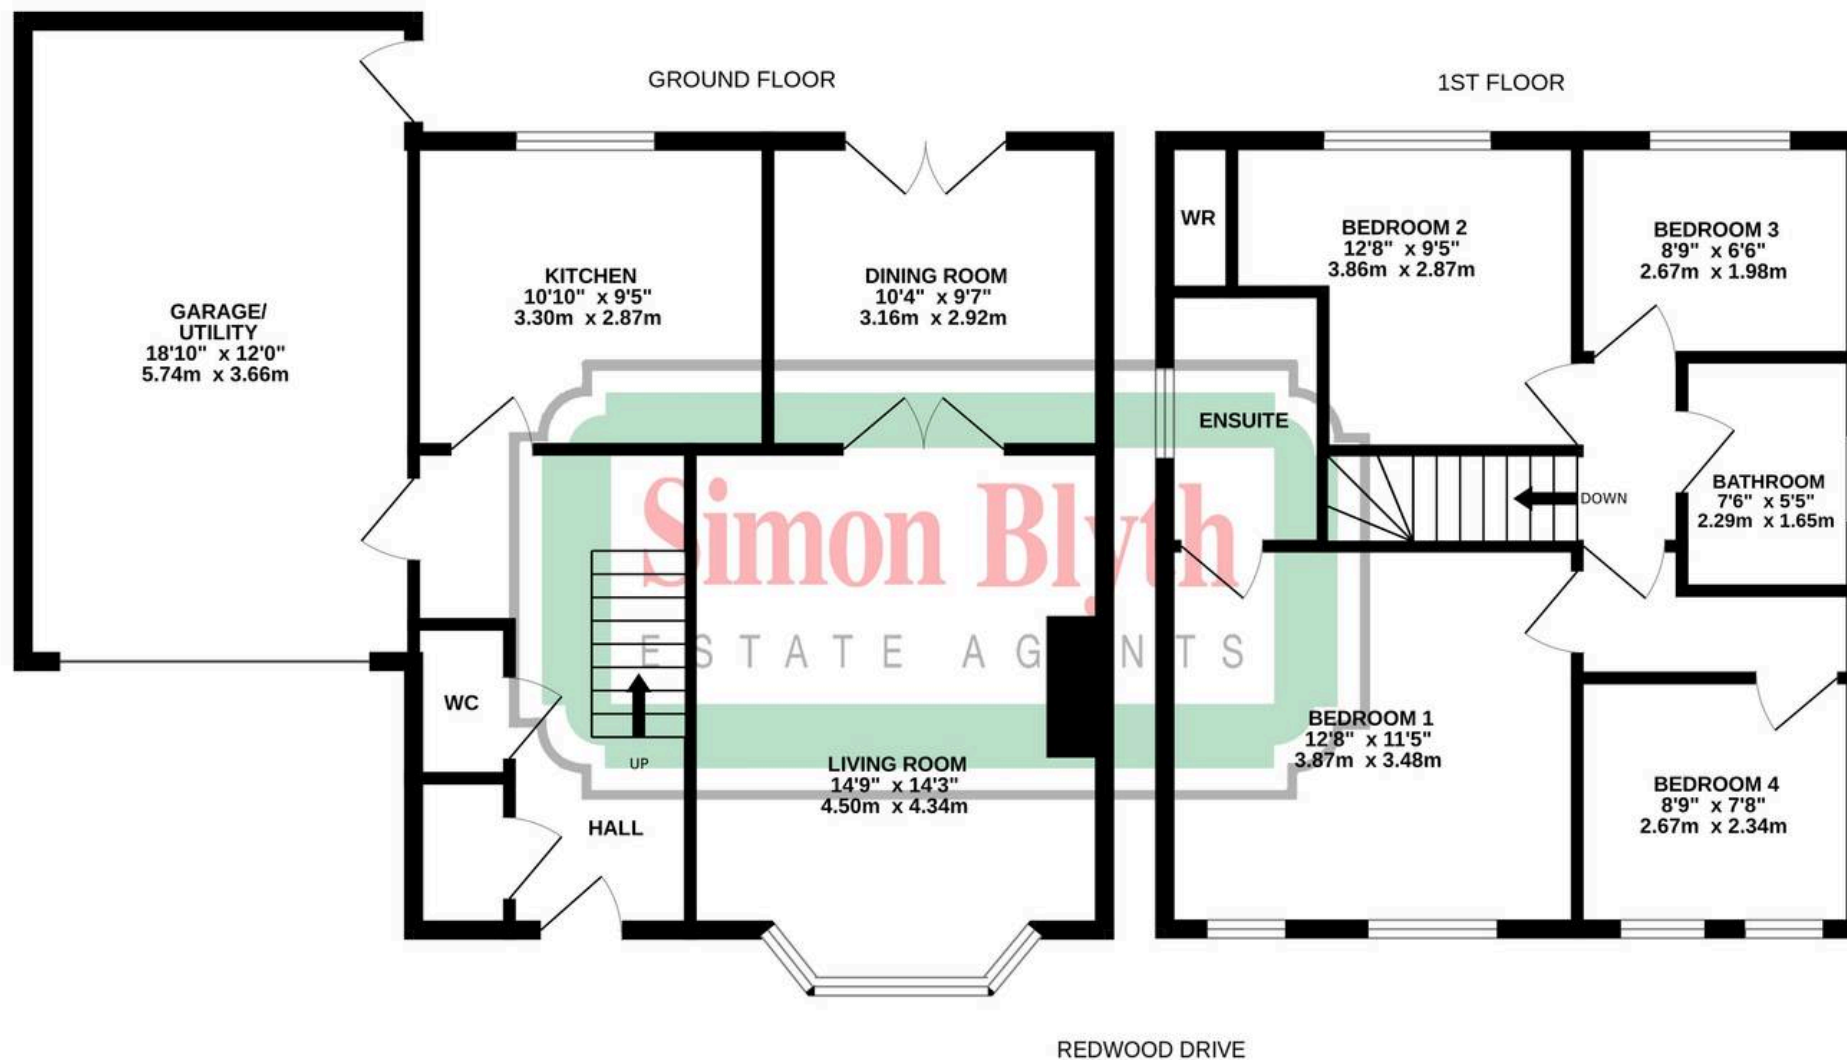 GROUND FLOOR
GARAGE/
UTILITY
18'10" x 12'0"
5.74m x 3.66m
KITCHEN
10'10" x 9'5"
3.30m x 2.87m
DINING ROOM
10'4" x 9'7"
3.16m x 2.92m
WC
UP
HALL
LIVING ROOM
14'9" x 14'3"
4.50m x 4.34m
Simon Blyth
ESTATE AGENTS
1ST FLOOR
WR
BEDROOM 2
12'8" x 9'5"
3.86m x 2.87m
BEDROOM 3
8'9" x 6'6"
2.67m x 1.98m
ENSUITE
DOWN
BATHROOM
7'6" x 5'5"
2.29m x 1.65m
BEDROOM 1
12'8" x 11'5"
3.87m x 3.48m
BEDROOM 4
8'9" x 7'8"
2.67m x 2.34m
REDWOOD DRIVE